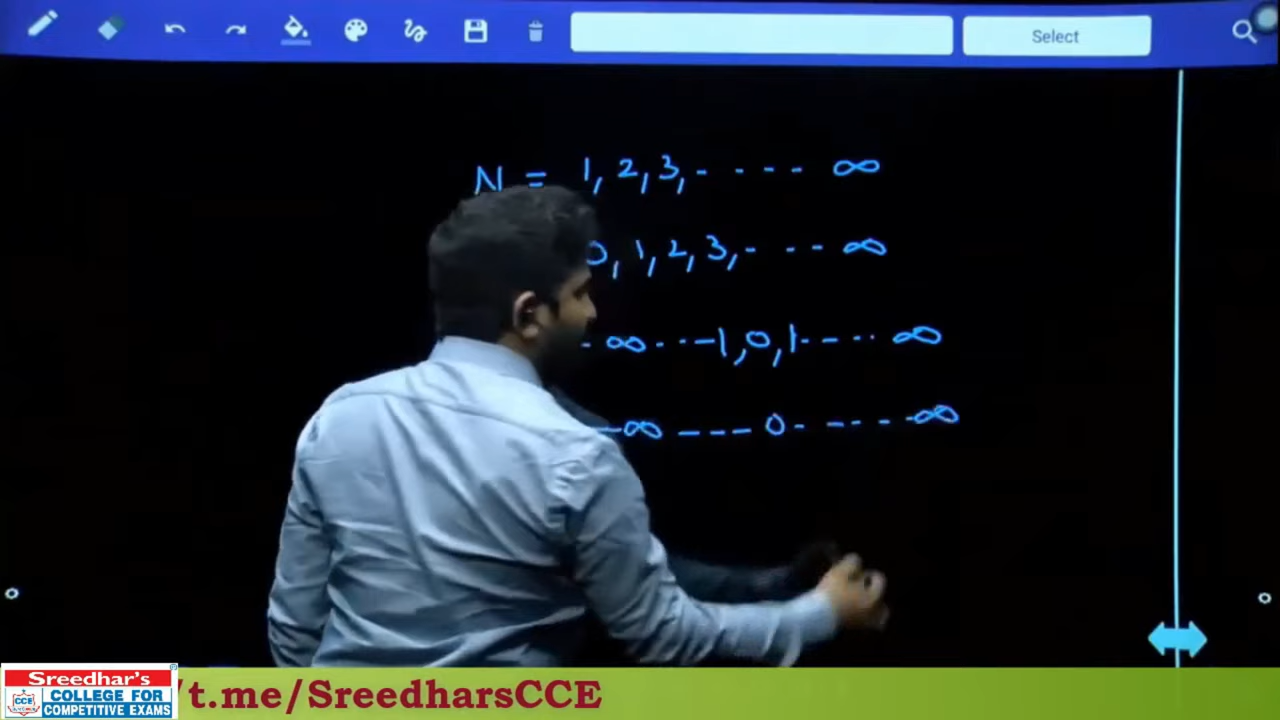 Select
N = 1, 2, 3, - - - - - ∞
0, 1, 2, 3, - - - - ∞
- ∞ - - - -1, 0, 1 - - - - - ∞
-∞ - - - 0 - - - - - -∞
Sreedhar's
COLLEGE FOR
COMPETITIVE EXAMS
CCE
/t.me/SreedharsCCE